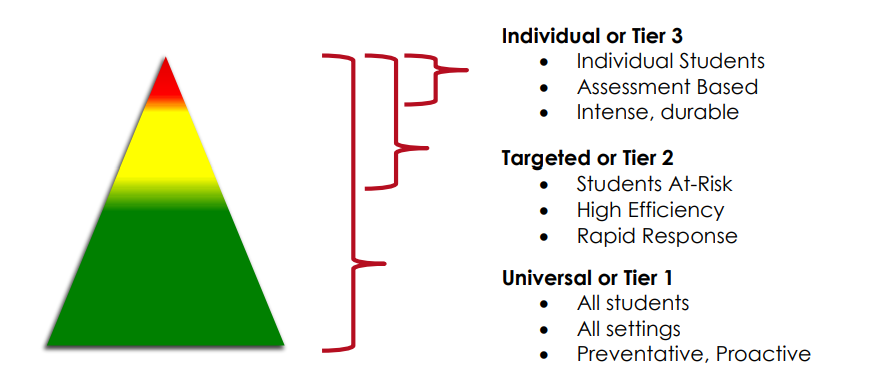 Individual or Tier 3
• Individual Students
• Assessment Based
• Intense, durable
Targeted or Tier 2
• Students At-Risk
• High Efficiency
• Rapid Response
Universal or Tier 1
• All students
• All settings
• Preventative, Proactive